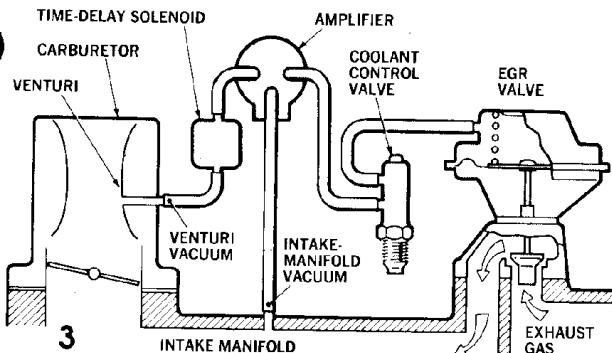 TIME-DELAY SOLENOID
AMPLIFIER
CARBURETOR
COOLANT
CONTROL
VALVE
EGR
VALVE
VENTURI
VENTURI
VACUUM
INTAKE-
MANIFOLD
VACUUM
3
INTAKE MANIFOLD
EXHAUST
GAS